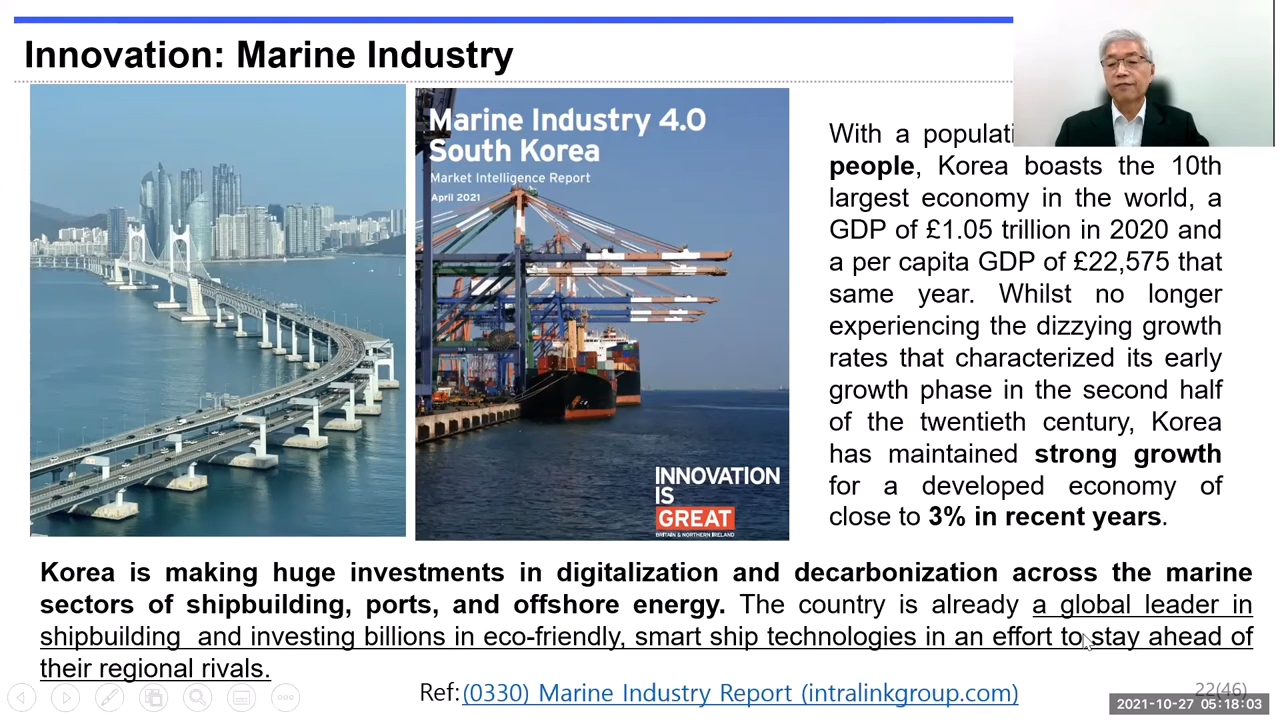 Innovation: Marine Industry
Marine Industry 4.0
South Korea
Market Intelligence Report
April 2021
INNOVATION
IS
GREAT
BRITAIN & NORTHERN IRELAND
With a
people, Korea boasts the 10th
largest economy in the world, a
GDP of £1.05 trillion in 2020 and
a per capita GDP of £22,575 that
same year. Whilst no longer
experiencing the dizzying growth
rates that characterized its early
growth phase in the second half
of the twentieth century, Korea
has maintained strong growth
for a developed economy of
close to 3% in recent years.
Korea is making huge investments in digitalization and decarbonization across the marine
sectors of shipbuilding, ports, and offshore energy. The country is already a global leader in
shipbuilding and investing billions in eco-friendly, smart ship technologies in an effort to stay ahead of
their regional rivals.
Ref: (0330) Marine Industry Report (intralinkgroup.com)
22(46)
2021-10-27 05:18:03